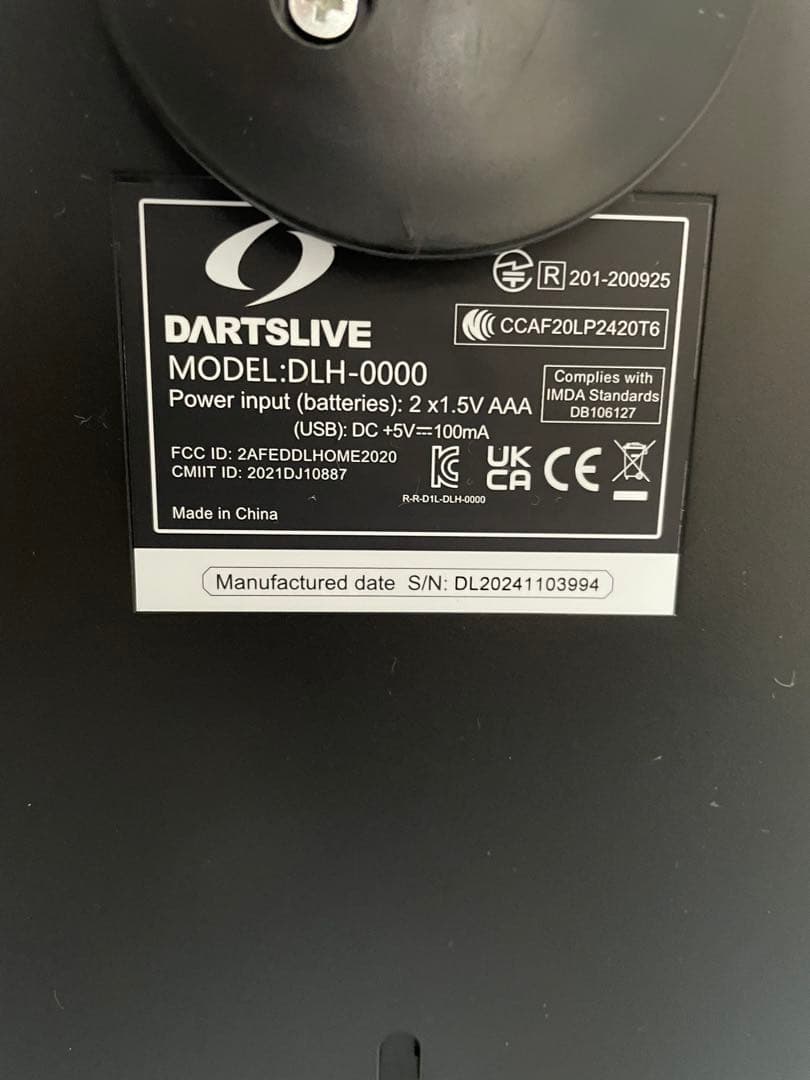 R 201-200925
CCAF20LP2420T6
DARTSLIVE
MODEL:DLH-0000
Power input (batteries): 2 x1.5V AAA
(USB): DC +5V⎓100mA
Complies with
IMDA Standards
DB106127
FCC ID: 2AFEDDLHOME2020
CMIIT ID: 2021DJ10887
R-R-D1L-DLH-0000
UK
CA
CE
Made in China
Manufactured date S/N: DL20241103994